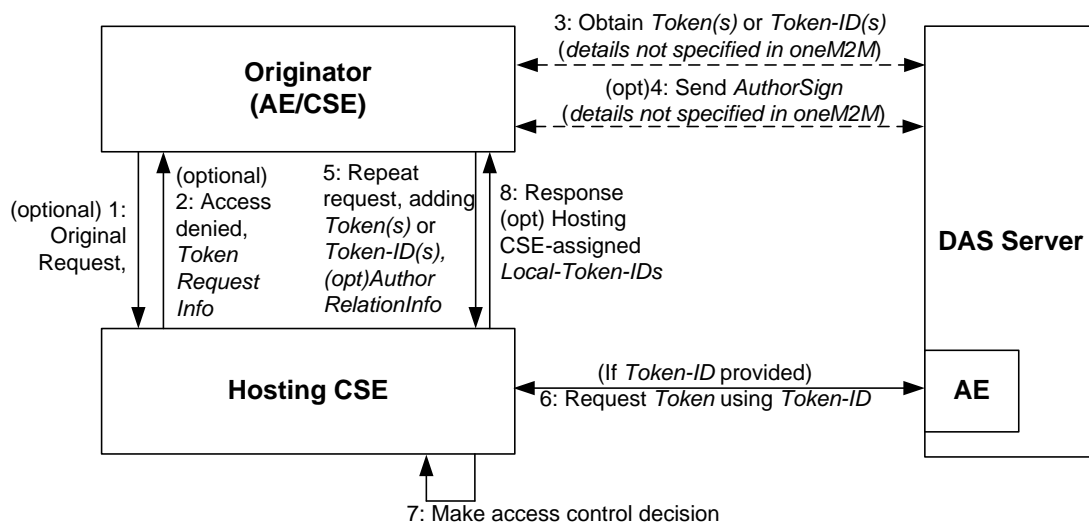 3: Obtain Token(s) or Token-ID(s)
(details not specified in oneM2M)
Originator
(AE/CSE)
(opt)4: Send AuthorSign
(details not specified in oneM2M)
(optional) 1:
Original
Request,
(optional)
2: Access
denied,
Token
Request
Info
5: Repeat
request, adding
Token(s) or
Token-ID(s),
(opt)Author
RelationInfo
8: Response
(opt) Hosting
CSE-assigned
Local-Token-IDs
DAS Server
Hosting CSE
(If Token-ID provided)
6: Request Token using Token-ID
AE
7: Make access control decision